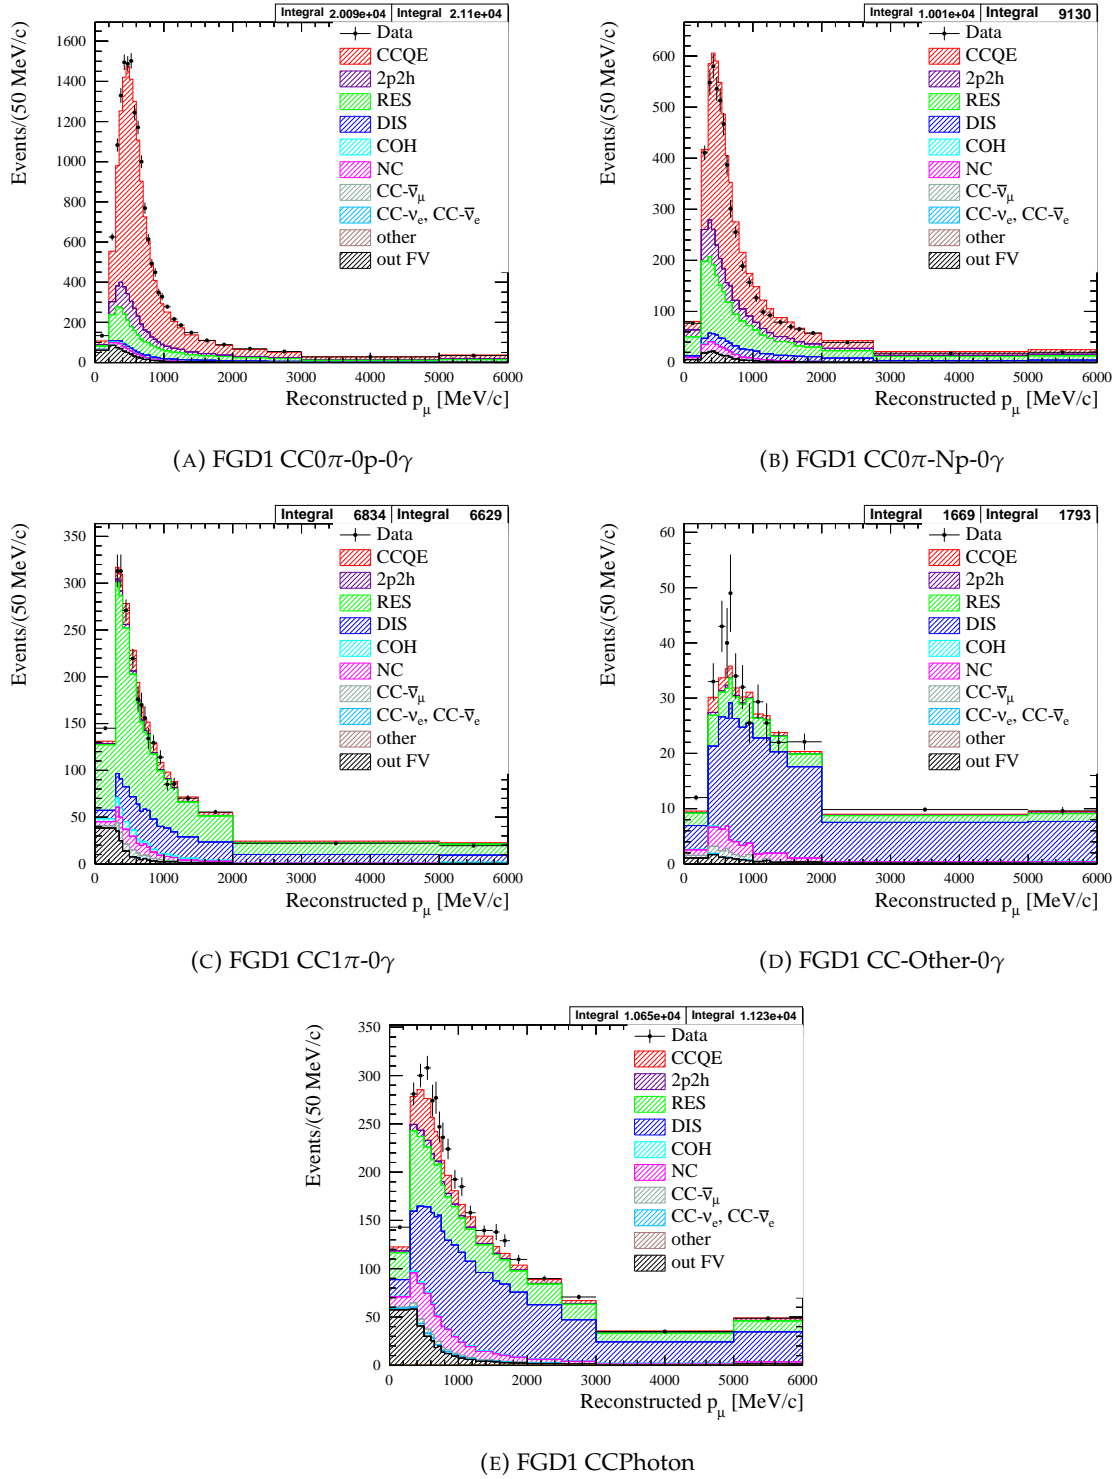 Integral 2.009e+04 Integral 2.11e+04
Events/(50 MeV/c)
1600
1400
1200
1000
800
600
400
200
0
Data
CCQE
2p2h
RES
DIS
COH
NC
CC-ν̅μ
CC-νe, CC-ν̅e
other
out FV
0 1000 2000 3000 4000 5000 6000
Reconstructed pμ [MeV/c]
(A) FGD1 CC0π-0p-0γ
Integral 1.001e+04 Integral 9130
Events/(50 MeV/c)
600
500
400
300
200
100
0
Data
CCQE
2p2h
RES
DIS
COH
NC
CC-ν̅μ
CC-νe, CC-ν̅e
other
out FV
0 1000 2000 3000 4000 5000 6000
Reconstructed pμ [MeV/c]
(B) FGD1 CC0π-Np-0γ
Integral 6834 Integral 6629
Events/(50 MeV/c)
350
300
250
200
150
100
50
0
Data
CCQE
2p2h
RES
DIS
COH
NC
CC-ν̅μ
CC-νe, CC-ν̅e
other
out FV
0 1000 2000 3000 4000 5000 6000
Reconstructed pμ [MeV/c]
(C) FGD1 CC1π-0γ
Integral 1669 Integral 1793
Events/(50 MeV/c)
60
50
40
30
20
10
0
Data
CCQE
2p2h
RES
DIS
COH
NC
CC-ν̅μ
CC-νe, CC-ν̅e
other
out FV
0 1000 2000 3000 4000 5000 6000
Reconstructed pμ [MeV/c]
(D) FGD1 CC-Other-0γ
Integral 1.065e+04 Integral 1.123e+04
Events/(50 MeV/c)
350
300
250
200
150
100
50
0
Data
CCQE
2p2h
RES
DIS
COH
NC
CC-ν̅μ
CC-νe, CC-ν̅e
other
out FV
0 1000 2000 3000 4000 5000 6000
Reconstructed pμ [MeV/c]
(E) FGD1 CCPhoton